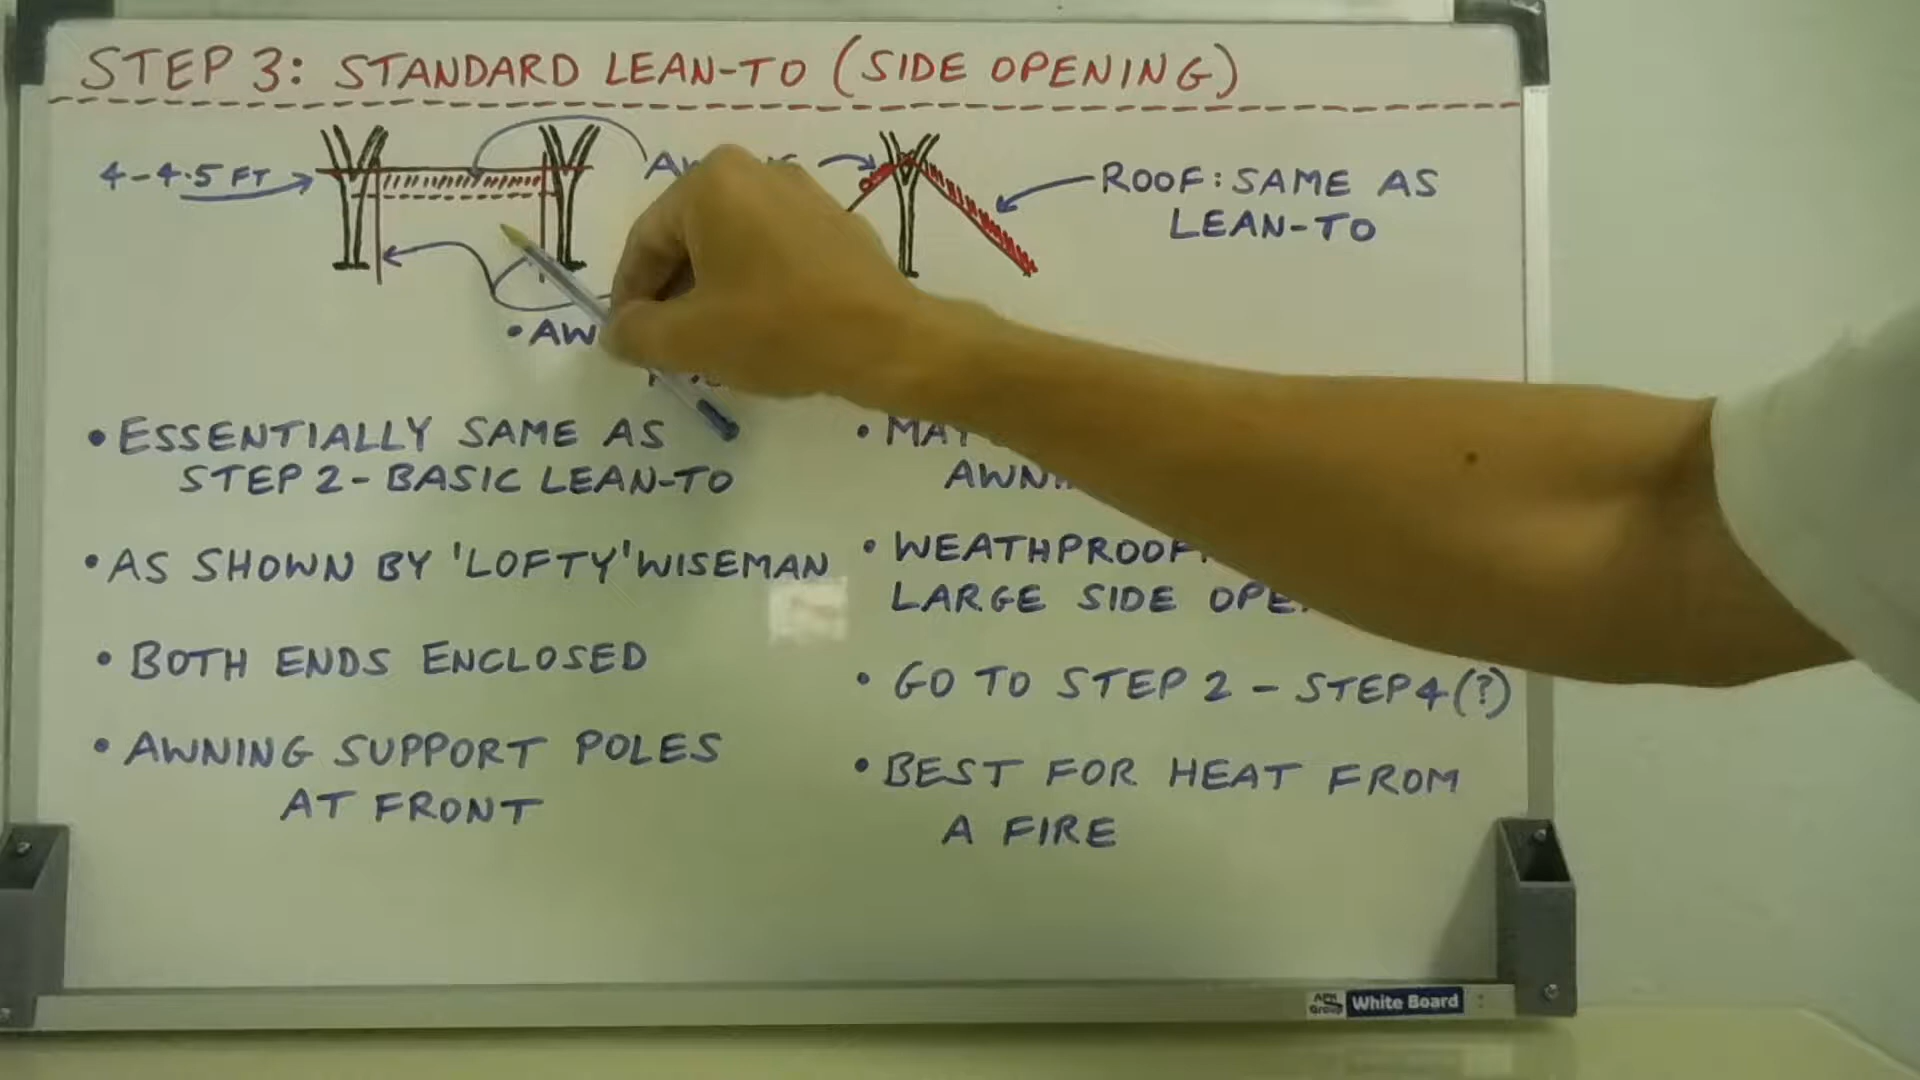 STEP 3: STANDARD LEAN-TO (SIDE OPENING)
4-4.5 FT
ROOF: SAME AS
LEAN-TO
• ESSENTIALLY SAME AS
STEP 2 - BASIC LEAN-TO
• AS SHOWN BY 'LOFTY' WISEMAN
• BOTH ENDS ENCLOSED
• AWNING SUPPORT POLES
AT FRONT
• WEATHPROOF
LARGE SIDE
• GO TO STEP 2 - STEP 4 (?)
• BEST FOR HEAT FROM
A FIRE
APN Group White Board